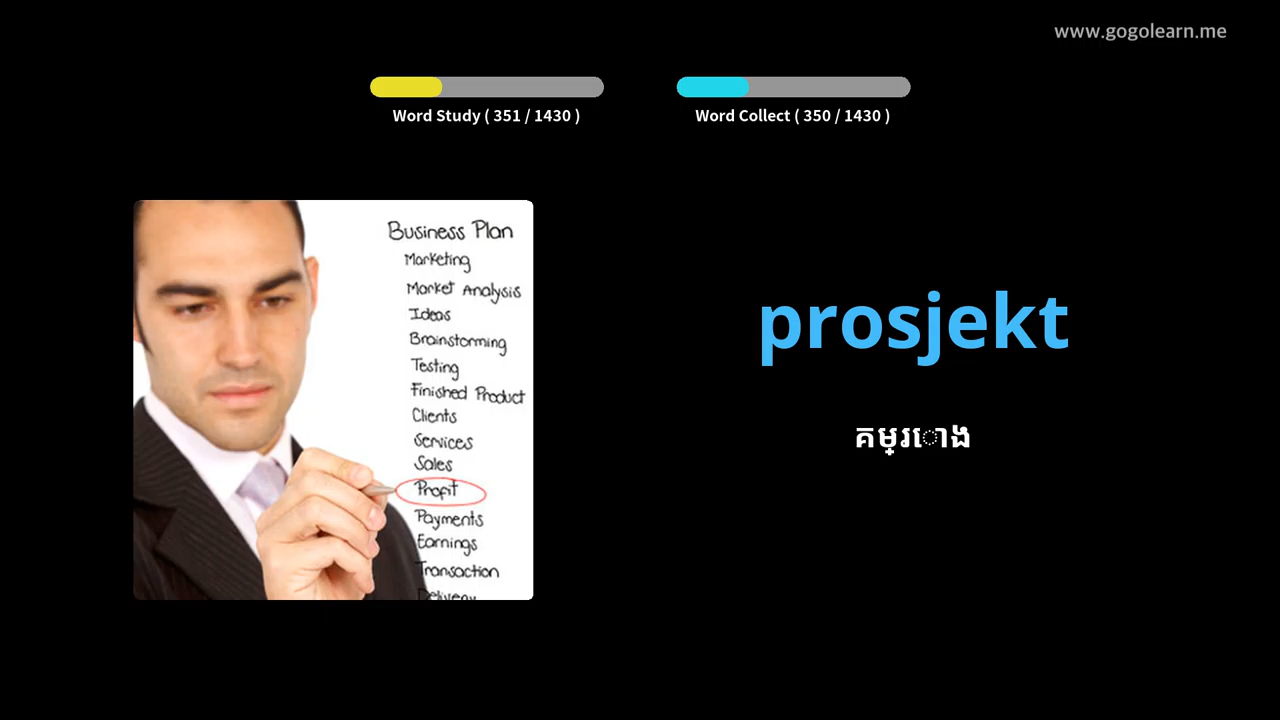 www.gogolearn.me
Word Study ( 351 / 1430 )
Word Collect ( 350 / 1430 )
Business Plan
Marketing
Market Analysis
Ideas
Brainstorming
Testing
Finished Product
Clients
Services
Sales
Profit
Payments
Earnings
Transaction
Delivery
prosjekt
គម្រោង